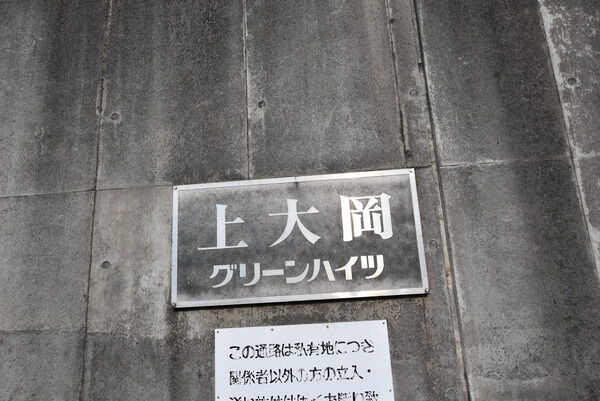 上大岡
グリーンハイツ
この通路は私有地につき
関係者以外の方の立入・